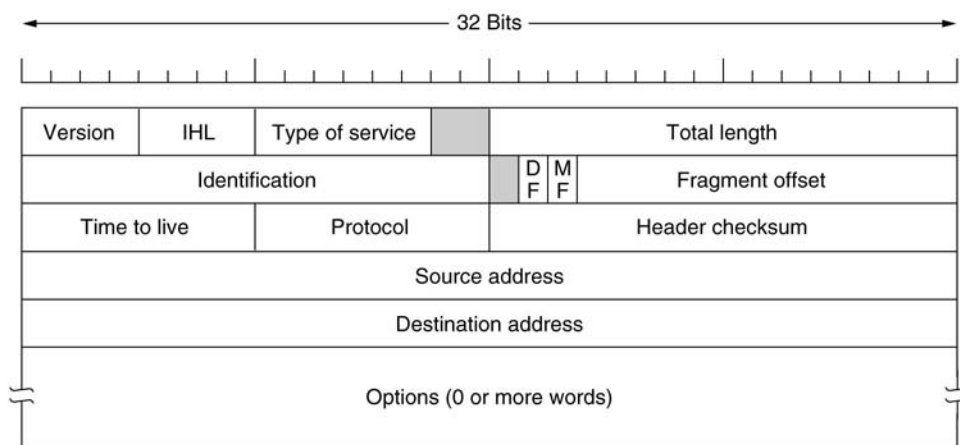 32 Bits
Version IHL Type of service Total length
Identification D F M F Fragment offset
Time to live Protocol Header checksum
Source address
Destination address
Options (0 or more words)